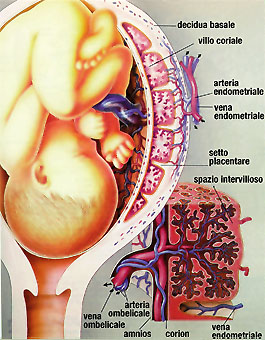 decidua basale
villo coriale
arteria
endometriale
vena
endometriale
setto
placentare
spazio intervilloso
arteria
ombelicale
vena
ombelicale
amnios
corion
vena
endometriale